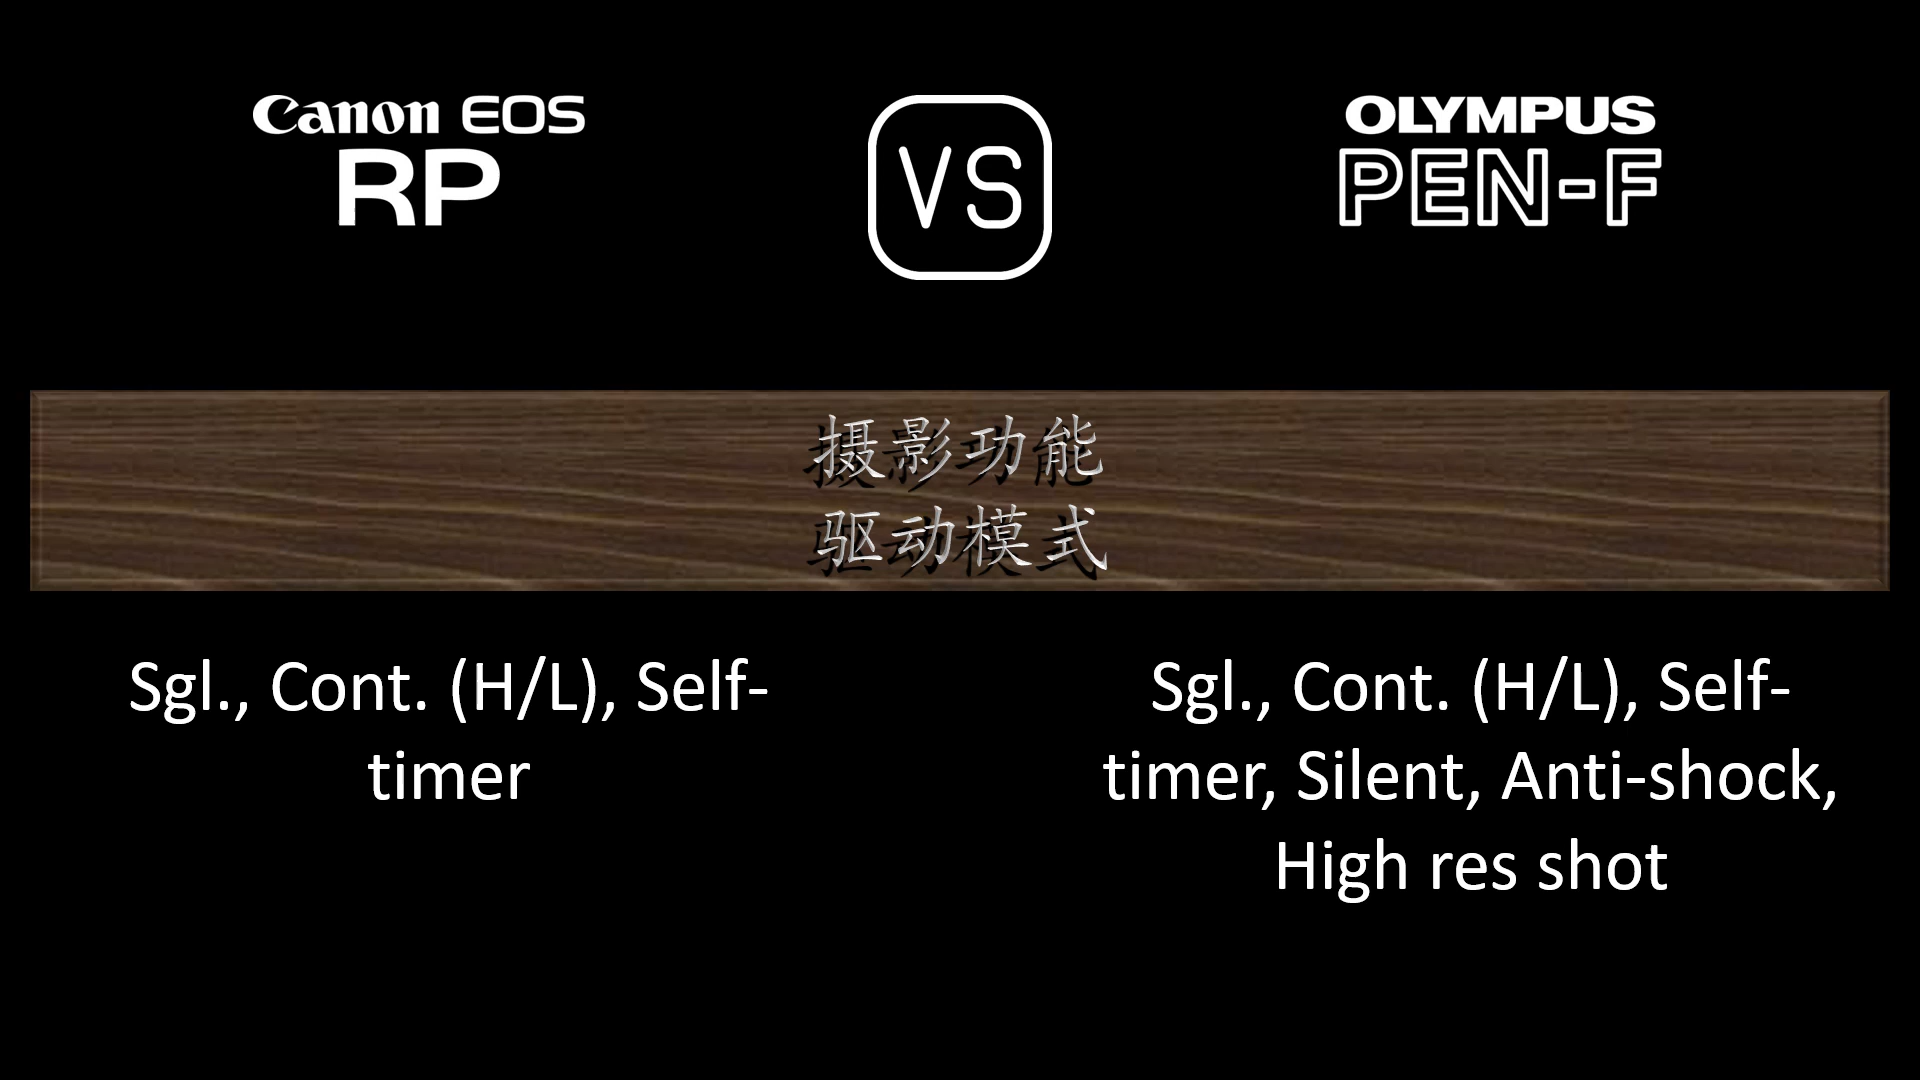 Canon EOS
RP
VS
OLYMPUS
PEN-F
摄影功能
驱动模式
Sgl., Cont. (H/L), Self-
timer
Sgl., Cont. (H/L), Self-
timer, Silent, Anti-shock,
High res shot